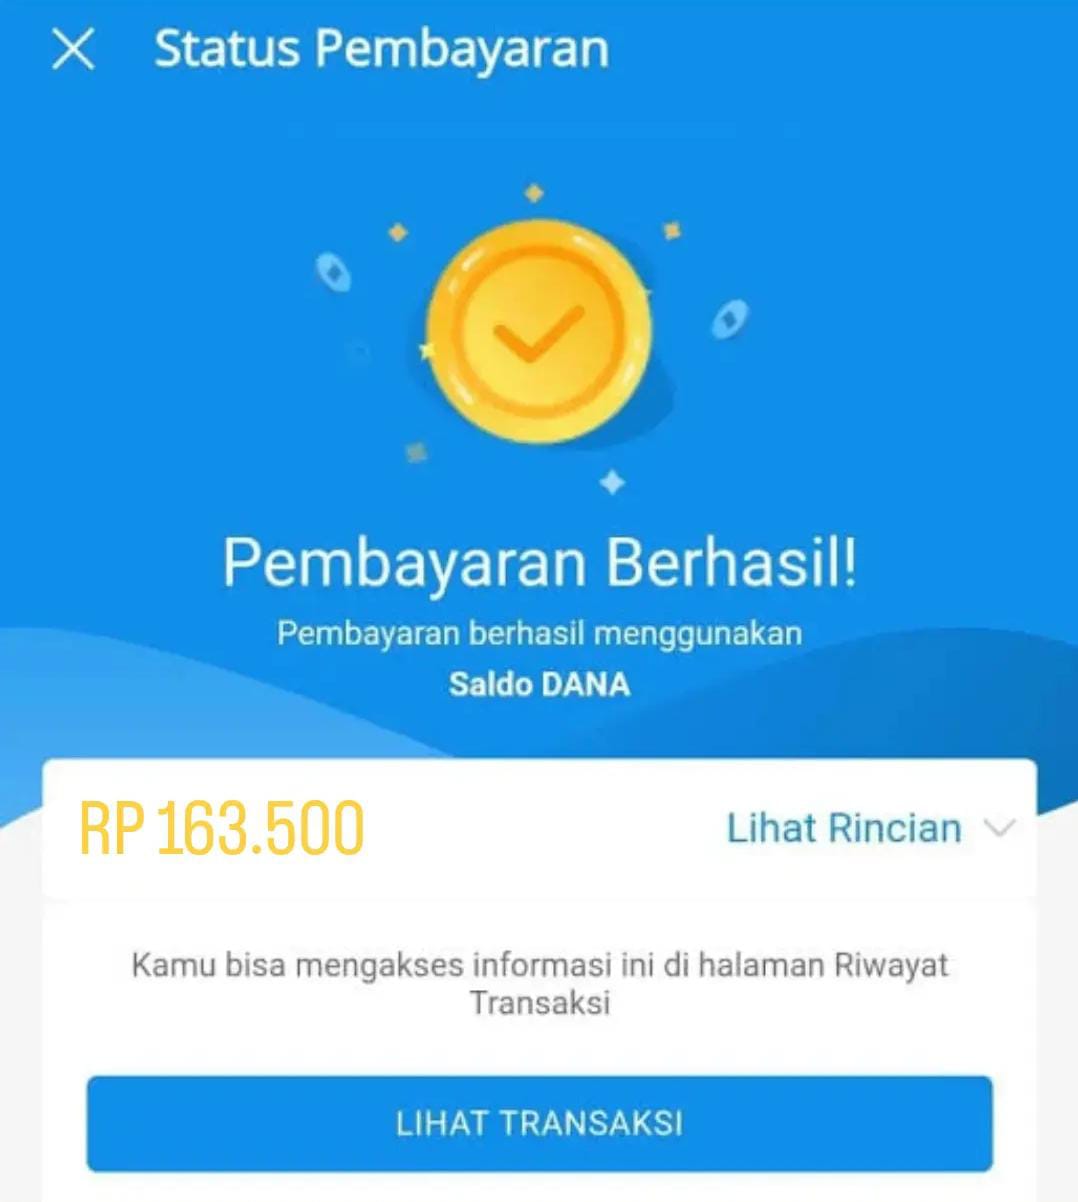 Status Pembayaran
Pembayaran Berhasil!
Pembayaran berhasil menggunakan
Saldo DANA
RP 163.500
Lihat Rincian
Kamu bisa mengakses informasi ini di halaman Riwayat
Transaksi
LIHAT TRANSAKSI